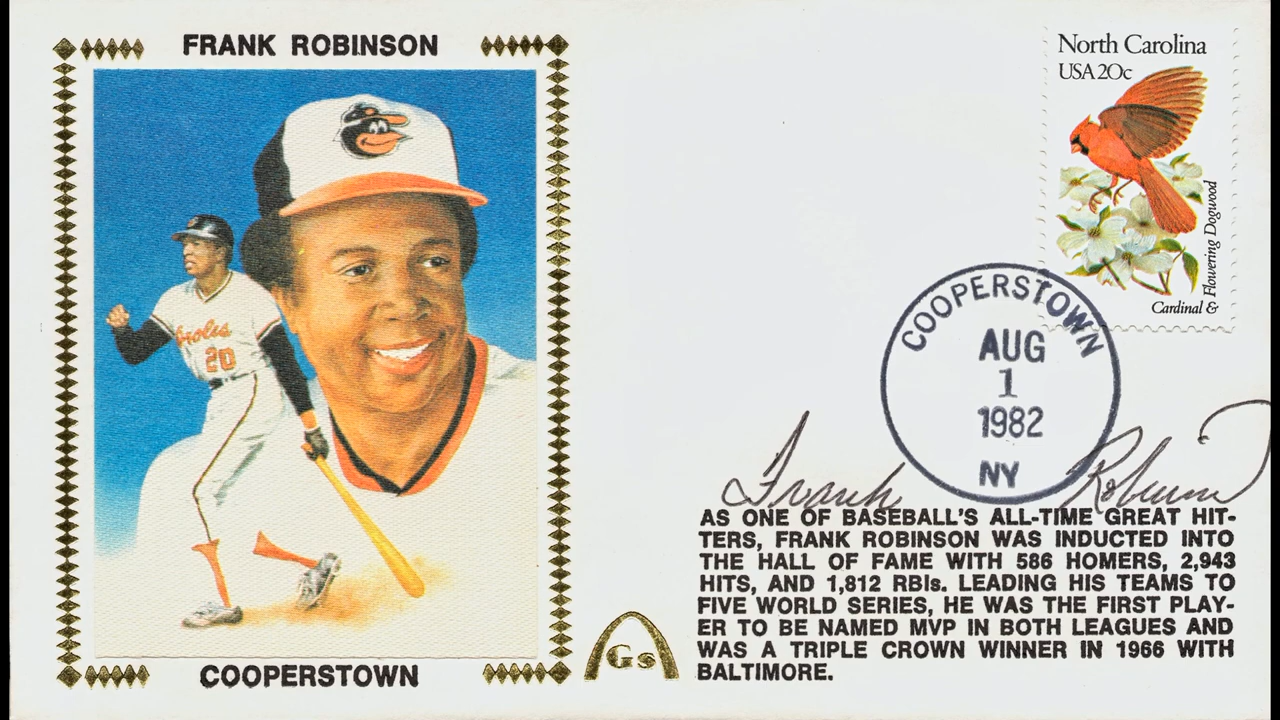 FRANK ROBINSON
Orioles
20
COOPERSTOWN
Gs
North Carolina
USA 20c
Cardinal & Flowering Dogwood
COOPERSTOWN
AUG
1
1982
NY
Frank Robinson
AS ONE OF BASEBALL'S ALL-TIME GREAT HIT-
TERS, FRANK ROBINSON WAS INDUCTED INTO
THE HALL OF FAME WITH 586 HOMERS, 2,943
HITS, AND 1,812 RBIs. LEADING HIS TEAMS TO
FIVE WORLD SERIES, HE WAS THE FIRST PLAY-
ER TO BE NAMED MVP IN BOTH LEAGUES AND
WAS A TRIPLE CROWN WINNER IN 1966 WITH
BALTIMORE.